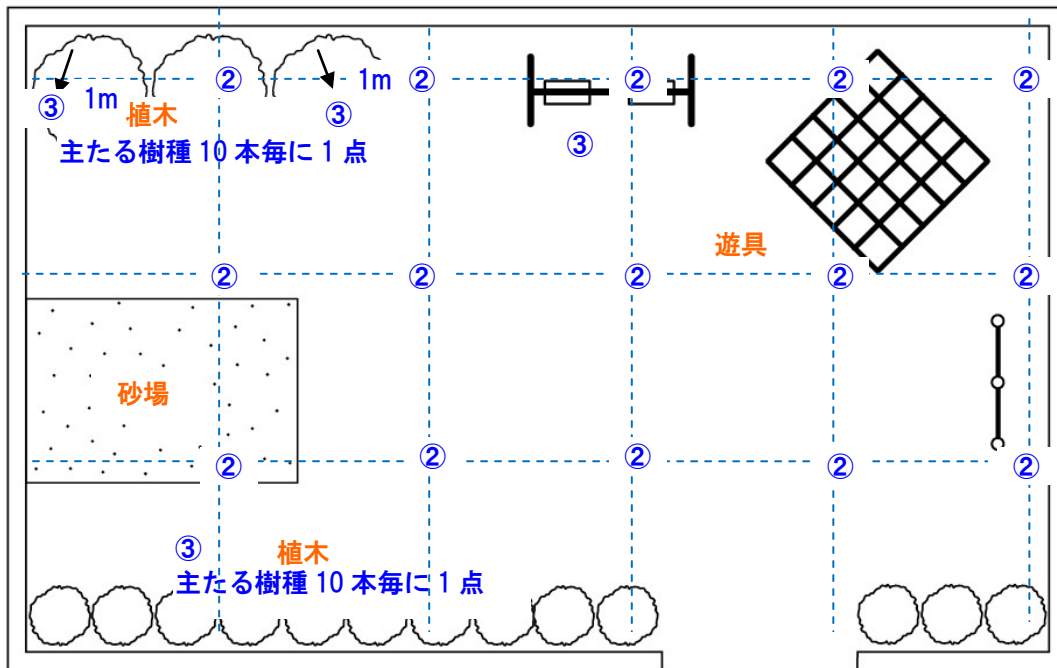 ② ② ② ② ②
1m 1m
③ 植木 ③
主たる樹種 10 本毎に 1 点
③
遊具
② ② ② ② ②
砂場
② ② ② ② ②
③ 植木
主たる樹種 10 本毎に 1 点